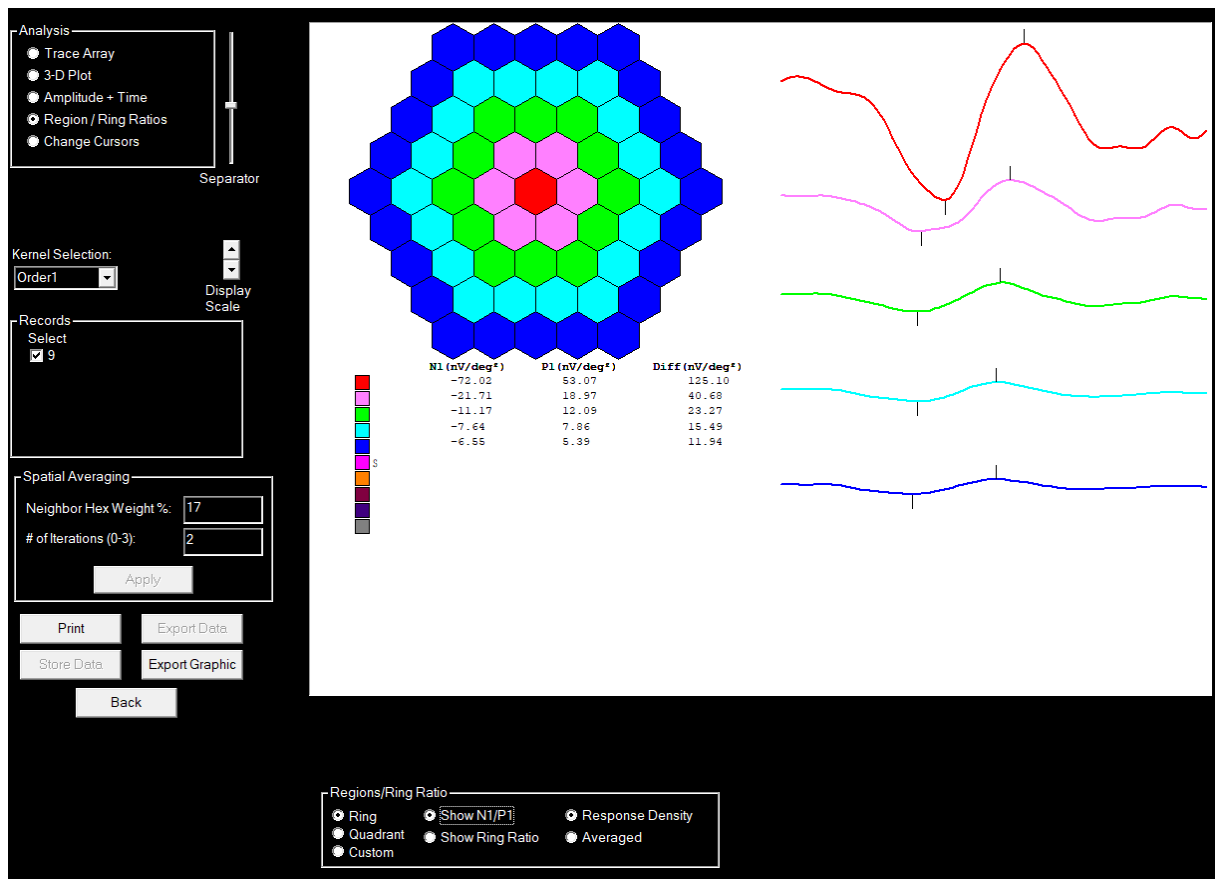 Analysis
Trace Array
3-D Plot
Amplitude + Time
Region / Ring Ratios
Change Cursors
Separator
Kernel Selection:
Order1
Display
Scale
Records
Select
9
N1(nV/deg²) P1(nV/deg²) Diff(nV/deg²)
-72.02 53.07 125.10
-21.71 18.97 40.68
-11.17 12.09 23.27
-7.64 7.86 15.49
-6.55 5.39 11.94
S
Spatial Averaging
Neighbor Hex Weight %: 17
# of Iterations (0-3): 2
Apply
Print Export Data
Store Data Export Graphic
Back
Regions/Ring Ratio
Ring Show N1/P1 Response Density
Quadrant Show Ring Ratio Averaged
Custom